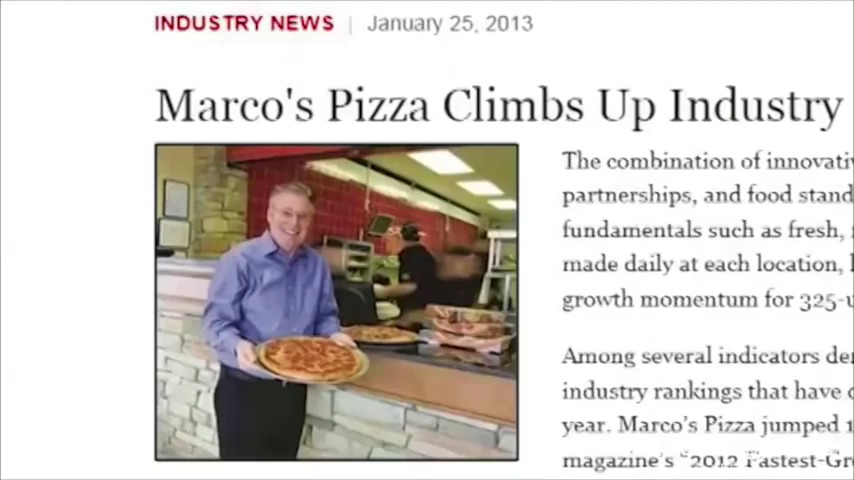 INDUSTRY NEWS | January 25, 2013
Marco's Pizza Climbs Up Industry
The combination of innovati
partnerships, and food stand
fundamentals such as fresh,
made daily at each location,
growth momentum for 325-u
Among several indicators de
industry rankings that have
year. Marco's Pizza jumped 1
magazine's "2012 Fastest-Gr